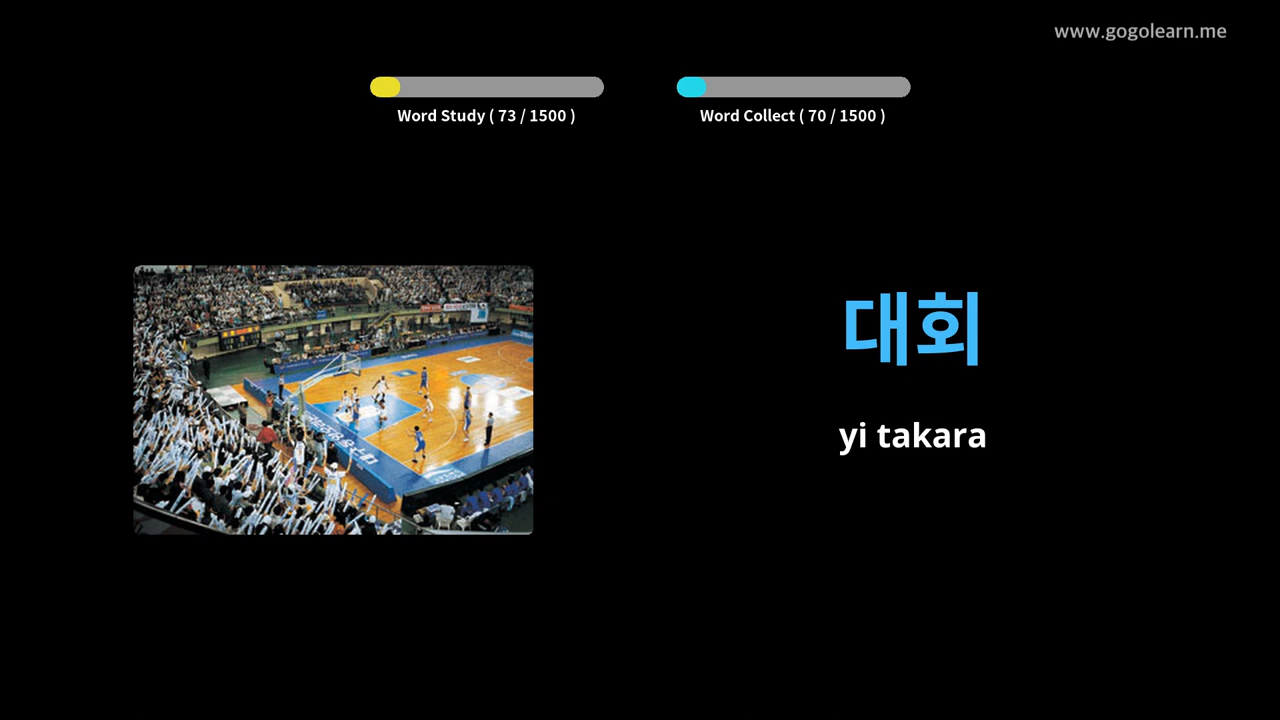 www.gogolearn.me
Word Study ( 73 / 1500 )
Word Collect ( 70 / 1500 )
대회
yi takara